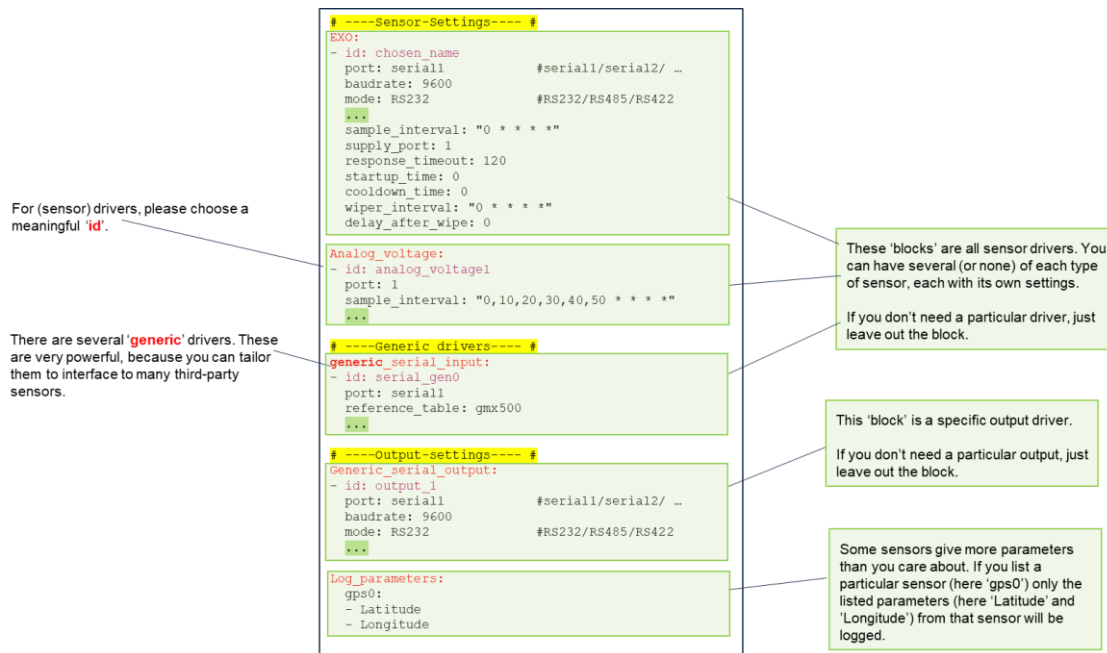 # ----Sensor-Settings---- #
EXO:
- id: chosen_name
port: serial1 #serial1/serial2/ …
baudrate: 9600
mode: RS232 #RS232/RS485/RS422
...
sample_interval: "0 * * * *"
supply_port: 1
response_timeout: 120
startup_time: 0
cooldown_time: 0
wiper_interval: "0 * * * *"
delay_after_wipe: 0
Analog_voltage:
- id: analog_voltage1
port: 1
sample_interval: "0,10,20,30,40,50 * * * *"
...
# ----Generic drivers---- #
generic_serial_input:
- id: serial_gen0
port: serial1
reference_table: gmx500
...
# ----Output-settings---- #
Generic_serial_output:
- id: output_1
port: serial1 #serial1/serial2/ …
baudrate: 9600
mode: RS232 #RS232/RS485/RS422
...
Log_parameters:
gps0:
- Latitude
- Longitude
For (sensor) drivers, please choose a
meaningful ‘id’.
There are several ‘generic’ drivers. These
are very powerful, because you can tailor
them to interface to many third-party
sensors.
These ‘blocks’ are all sensor drivers. You
can have several (or none) of each type
of sensor, each with its own settings.
If you don’t need a particular driver, just
leave out the block.
This ‘block’ is a specific output driver.
If you don’t need a particular output, just
leave out the block.
Some sensors give more parameters
than you care about. If you list a
particular sensor (here ‘gps0’) only the
listed parameters (here ‘Latitude’ and
’Longitude’) from that sensor will be
logged.